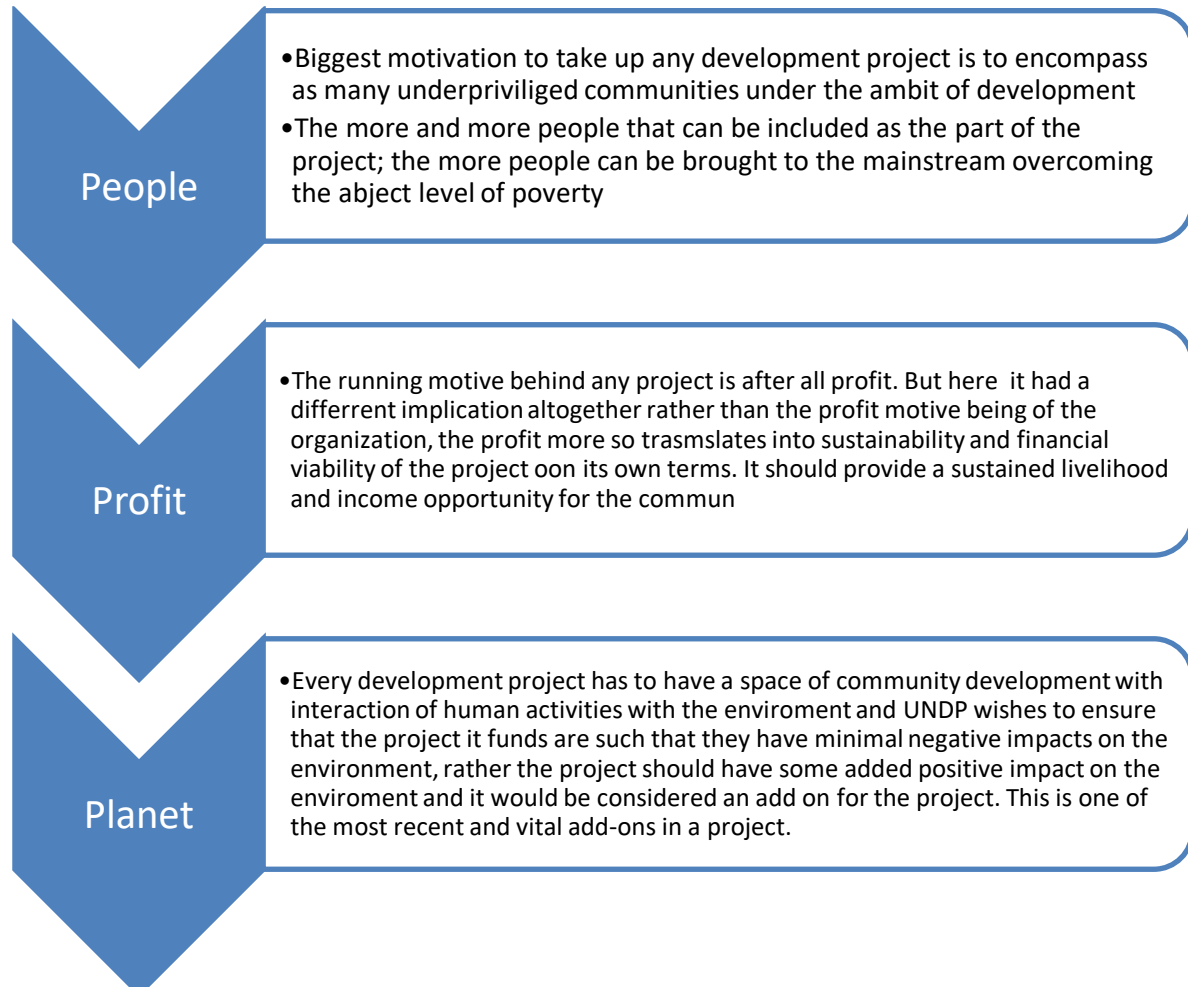 People
•Biggest motivation to take up any development project is to encompass
as many underpriviliged communities under the ambit of development
•The more and more people that can be included as the part of the
project; the more people can be brought to the mainstream overcoming
the abject level of poverty
Profit
•The running motive behind any project is after all profit. But here it had a
differrent implication altogether rather than the profit motive being of the
organization, the profit more so trasmslates into sustainability and financial
viability of the project oon its own terms. It should provide a sustained livelihood
and income opportunity for the commun
Planet
•Every development project has to have a space of community development with
interaction of human activities with the enviroment and UNDP wishes to ensure
that the project it funds are such that they have minimal negative impacts on the
environment, rather the project should have some added positive impact on the
enviroment and it would be considered an add on for the project. This is one of
the most recent and vital add-ons in a project.